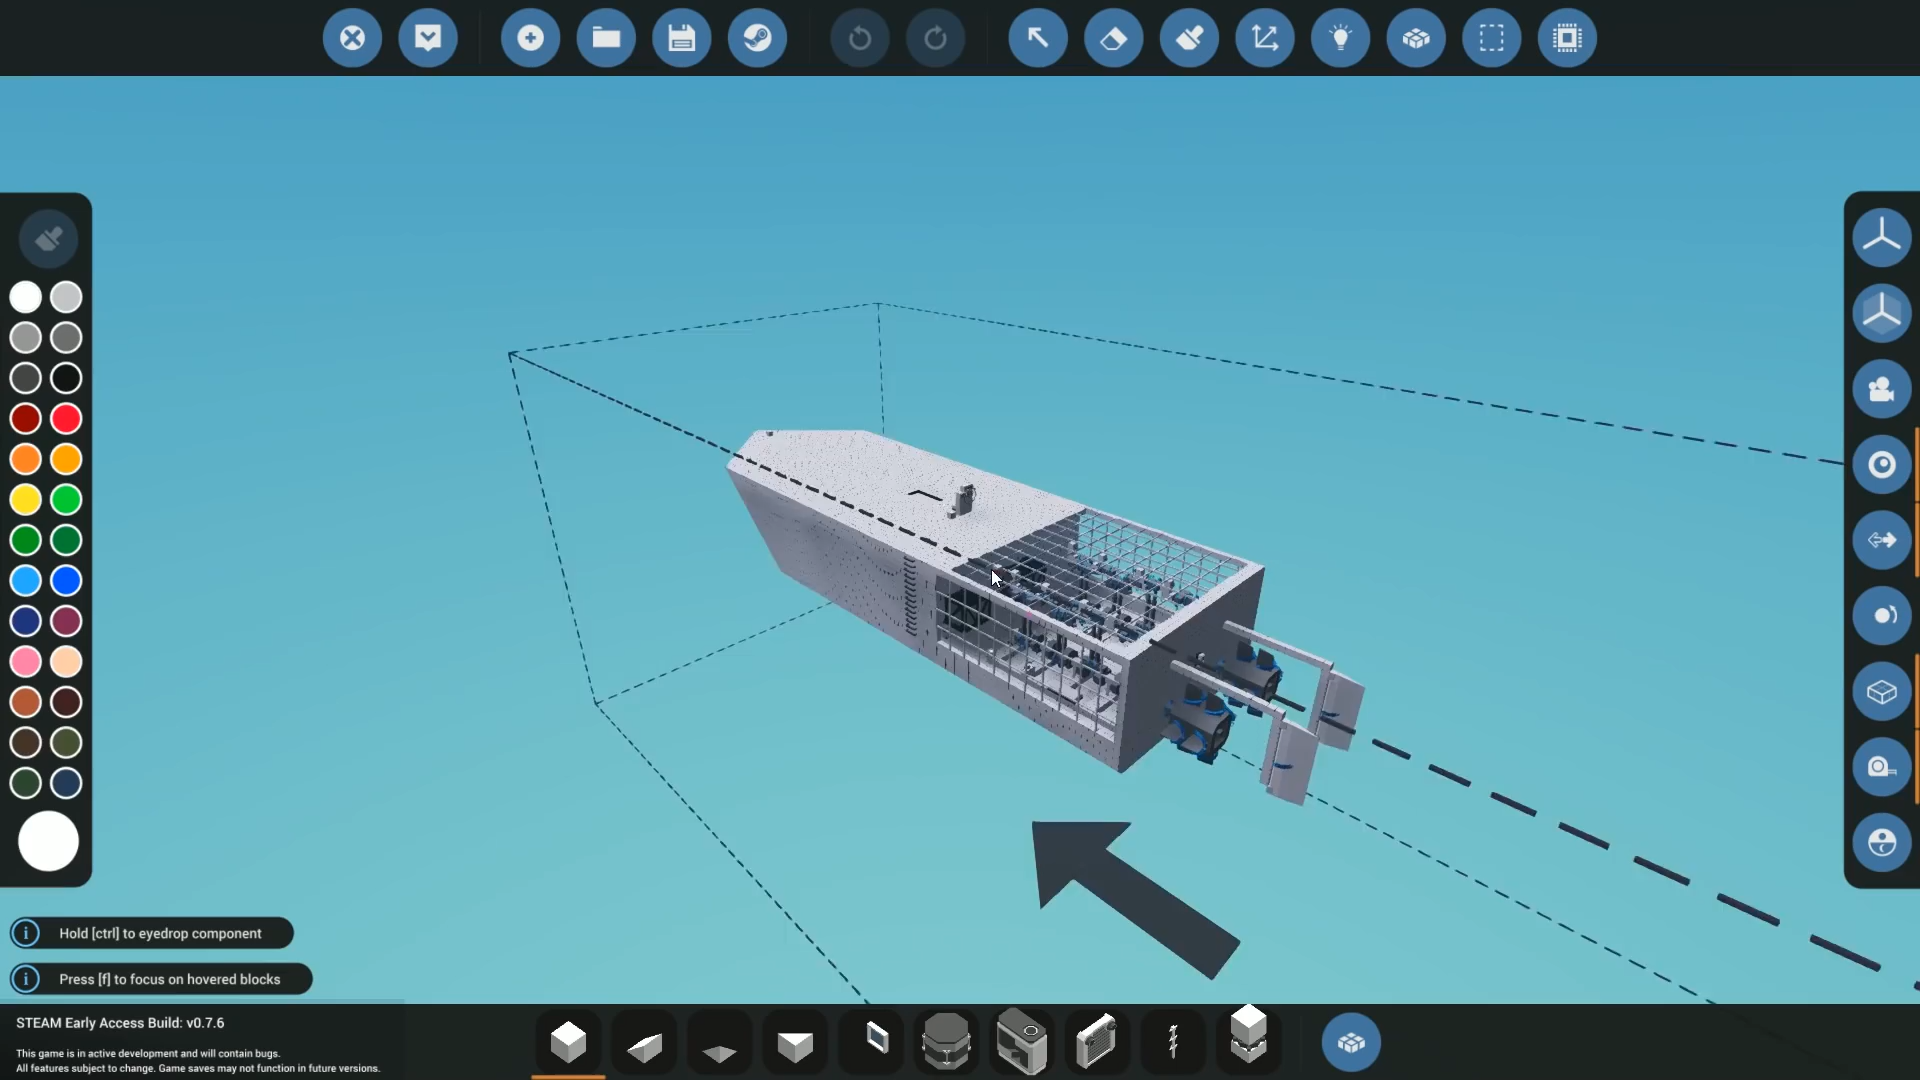 Hold [ctrl] to eyedrop component
Press [f] to focus on hovered blocks
STEAM Early Access Build: v0.7.6
This game is in active development and will contain bugs.
All features subject to change. Game saves may not function in future versions.